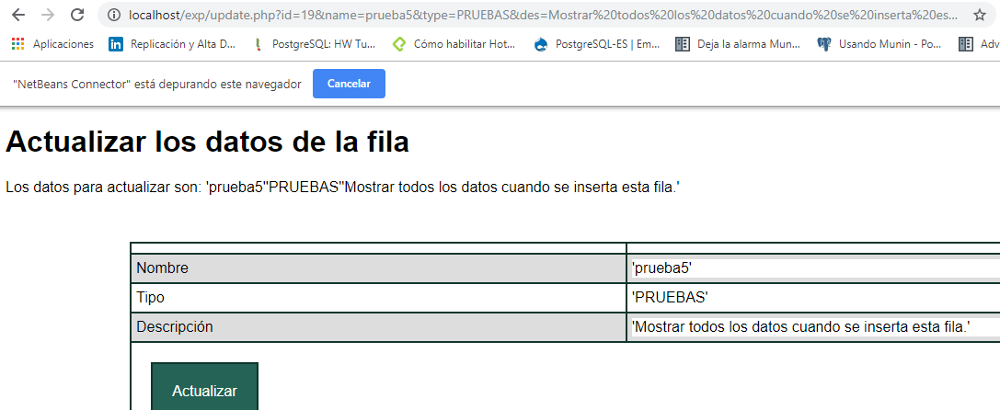 localhost/exp/update.php?id=19&name=prueba5&type=PRUEBAS&des=Mostrar%20todos%20los%20datos%20cuando%20se%20inserta%20es...
Aplicaciones Replicación y Alta D... PostgreSQL: HW Tu... Cómo habilitar Hot... PostgreSQL-ES | Em... Deja la alarma Mun... Usando Munin - Po... Adv
"NetBeans Connector" está depurando este navegador Cancelar
Actualizar los datos de la fila
Los datos para actualizar son: 'prueba5''PRUEBAS''Mostrar todos los datos cuando se inserta esta fila.'
Nombre 'prueba5'
Tipo 'PRUEBAS'
Descripción 'Mostrar todos los datos cuando se inserta esta fila.'
Actualizar